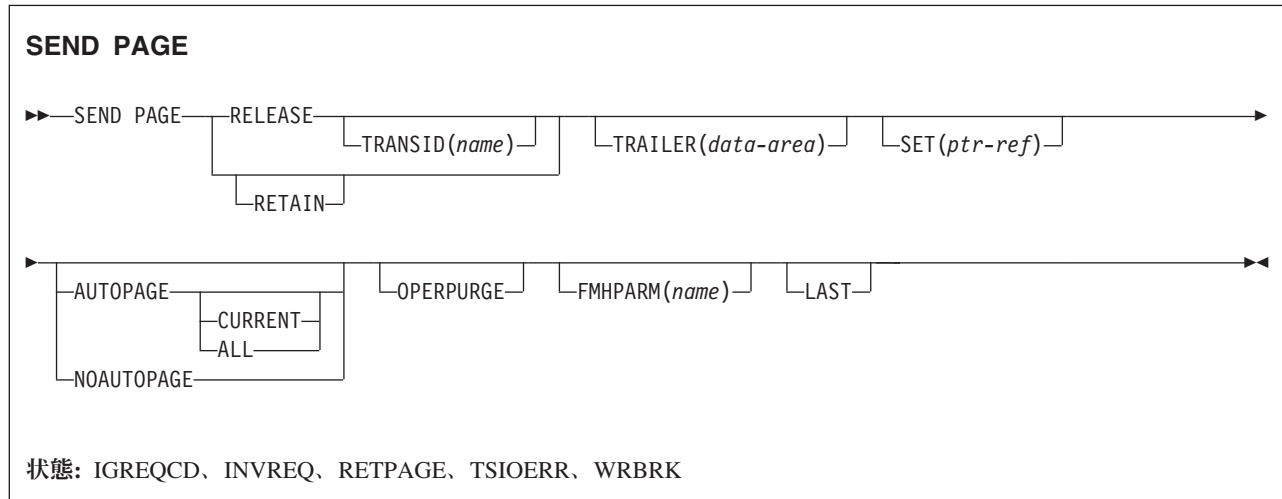 SEND PAGE
SEND PAGE RELEASE TRANSID(name) TRAILER(data-area) SET(ptr-ref)
RETAIN
AUTOPAGE CURRENT ALL OPERPURGE FMHPARM(name) LAST
NOAUTOPAGE
状態: IGREQCD、INVREQ、RETPAGE、TSIOERR、WRBRK